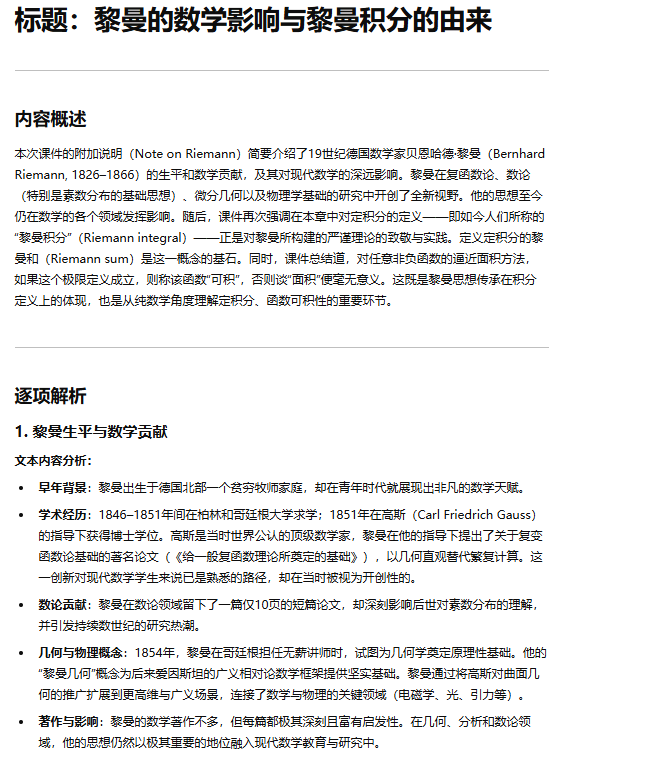 标题：黎曼的数学影响与黎曼积分的由来
内容概述
本次课件的附加说明（Note on Riemann）简要介绍了19世纪德国数学家贝恩哈德·黎曼（Bernhard
Riemann, 1826–1866）的生平和数学贡献，及其对现代数学的深远影响。黎曼在复函数论、数论
（特别是素数分布的基础思想）、微分几何以及物理学基础的研究中开创了全新视野。他的思想至今
仍在数学的各个领域发挥影响。随后，课件再次强调在本章中对定积分的定义——即如今人们所称的
“黎曼积分”（Riemann integral）——正是对黎曼所构建的严谨理论的致敬与实践。定义定积分的黎
曼和（Riemann sum）是这一概念的基石。同时，课件总结道，对任意非负函数的逼近面积方法，
如果这个极限定义成立，则称该函数“可积”，否则谈“面积”便毫无意义。这既是黎曼思想传承在积分
定义上的体现，也是从纯数学角度理解定积分、函数可积性的重要环节。
逐项解析
1. 黎曼生平与数学贡献
文本内容分析：
• 早年背景：黎曼出生于德国北部一个贫穷牧师家庭，却在青年时代就展现出非凡的数学天赋。
• 学术经历：1846–1851年间在柏林和哥廷根大学求学；1851年在高斯（Carl Friedrich Gauss）
的指导下获得博士学位。高斯是当时世界公认的顶级数学家，黎曼在他的指导下提出了关于复变
函数论基础的著名论文（《给一般复函数理论所奠定的基础》），以几何直观替代繁复计算。这
一创新对现代数学学生来说已是熟悉的路径，却在当时被视为开创性的。
• 数论贡献：黎曼在数论领域留下了一篇仅10页的短篇论文，却深刻影响后世对素数分布的理解，
并引发持续数世纪的研究热潮。
• 几何与物理概念：1854年，黎曼在哥廷根担任无薪讲师时，试图为几何学奠定原理性基础。他的
“黎曼几何”概念为后来爱因斯坦的广义相对论数学框架提供坚实基础。黎曼通过将高斯对曲面几
何的推广扩展到更高维与广义场景，连接了数学与物理的关键领域（电磁学、光、引力等）。
• 著作与影响：黎曼的数学著作不多，但每篇都极其深刻且富有启发性。在几何、分析和数论领
域，他的思想仍然以极其重要的地位融入现代数学教育与研究中。